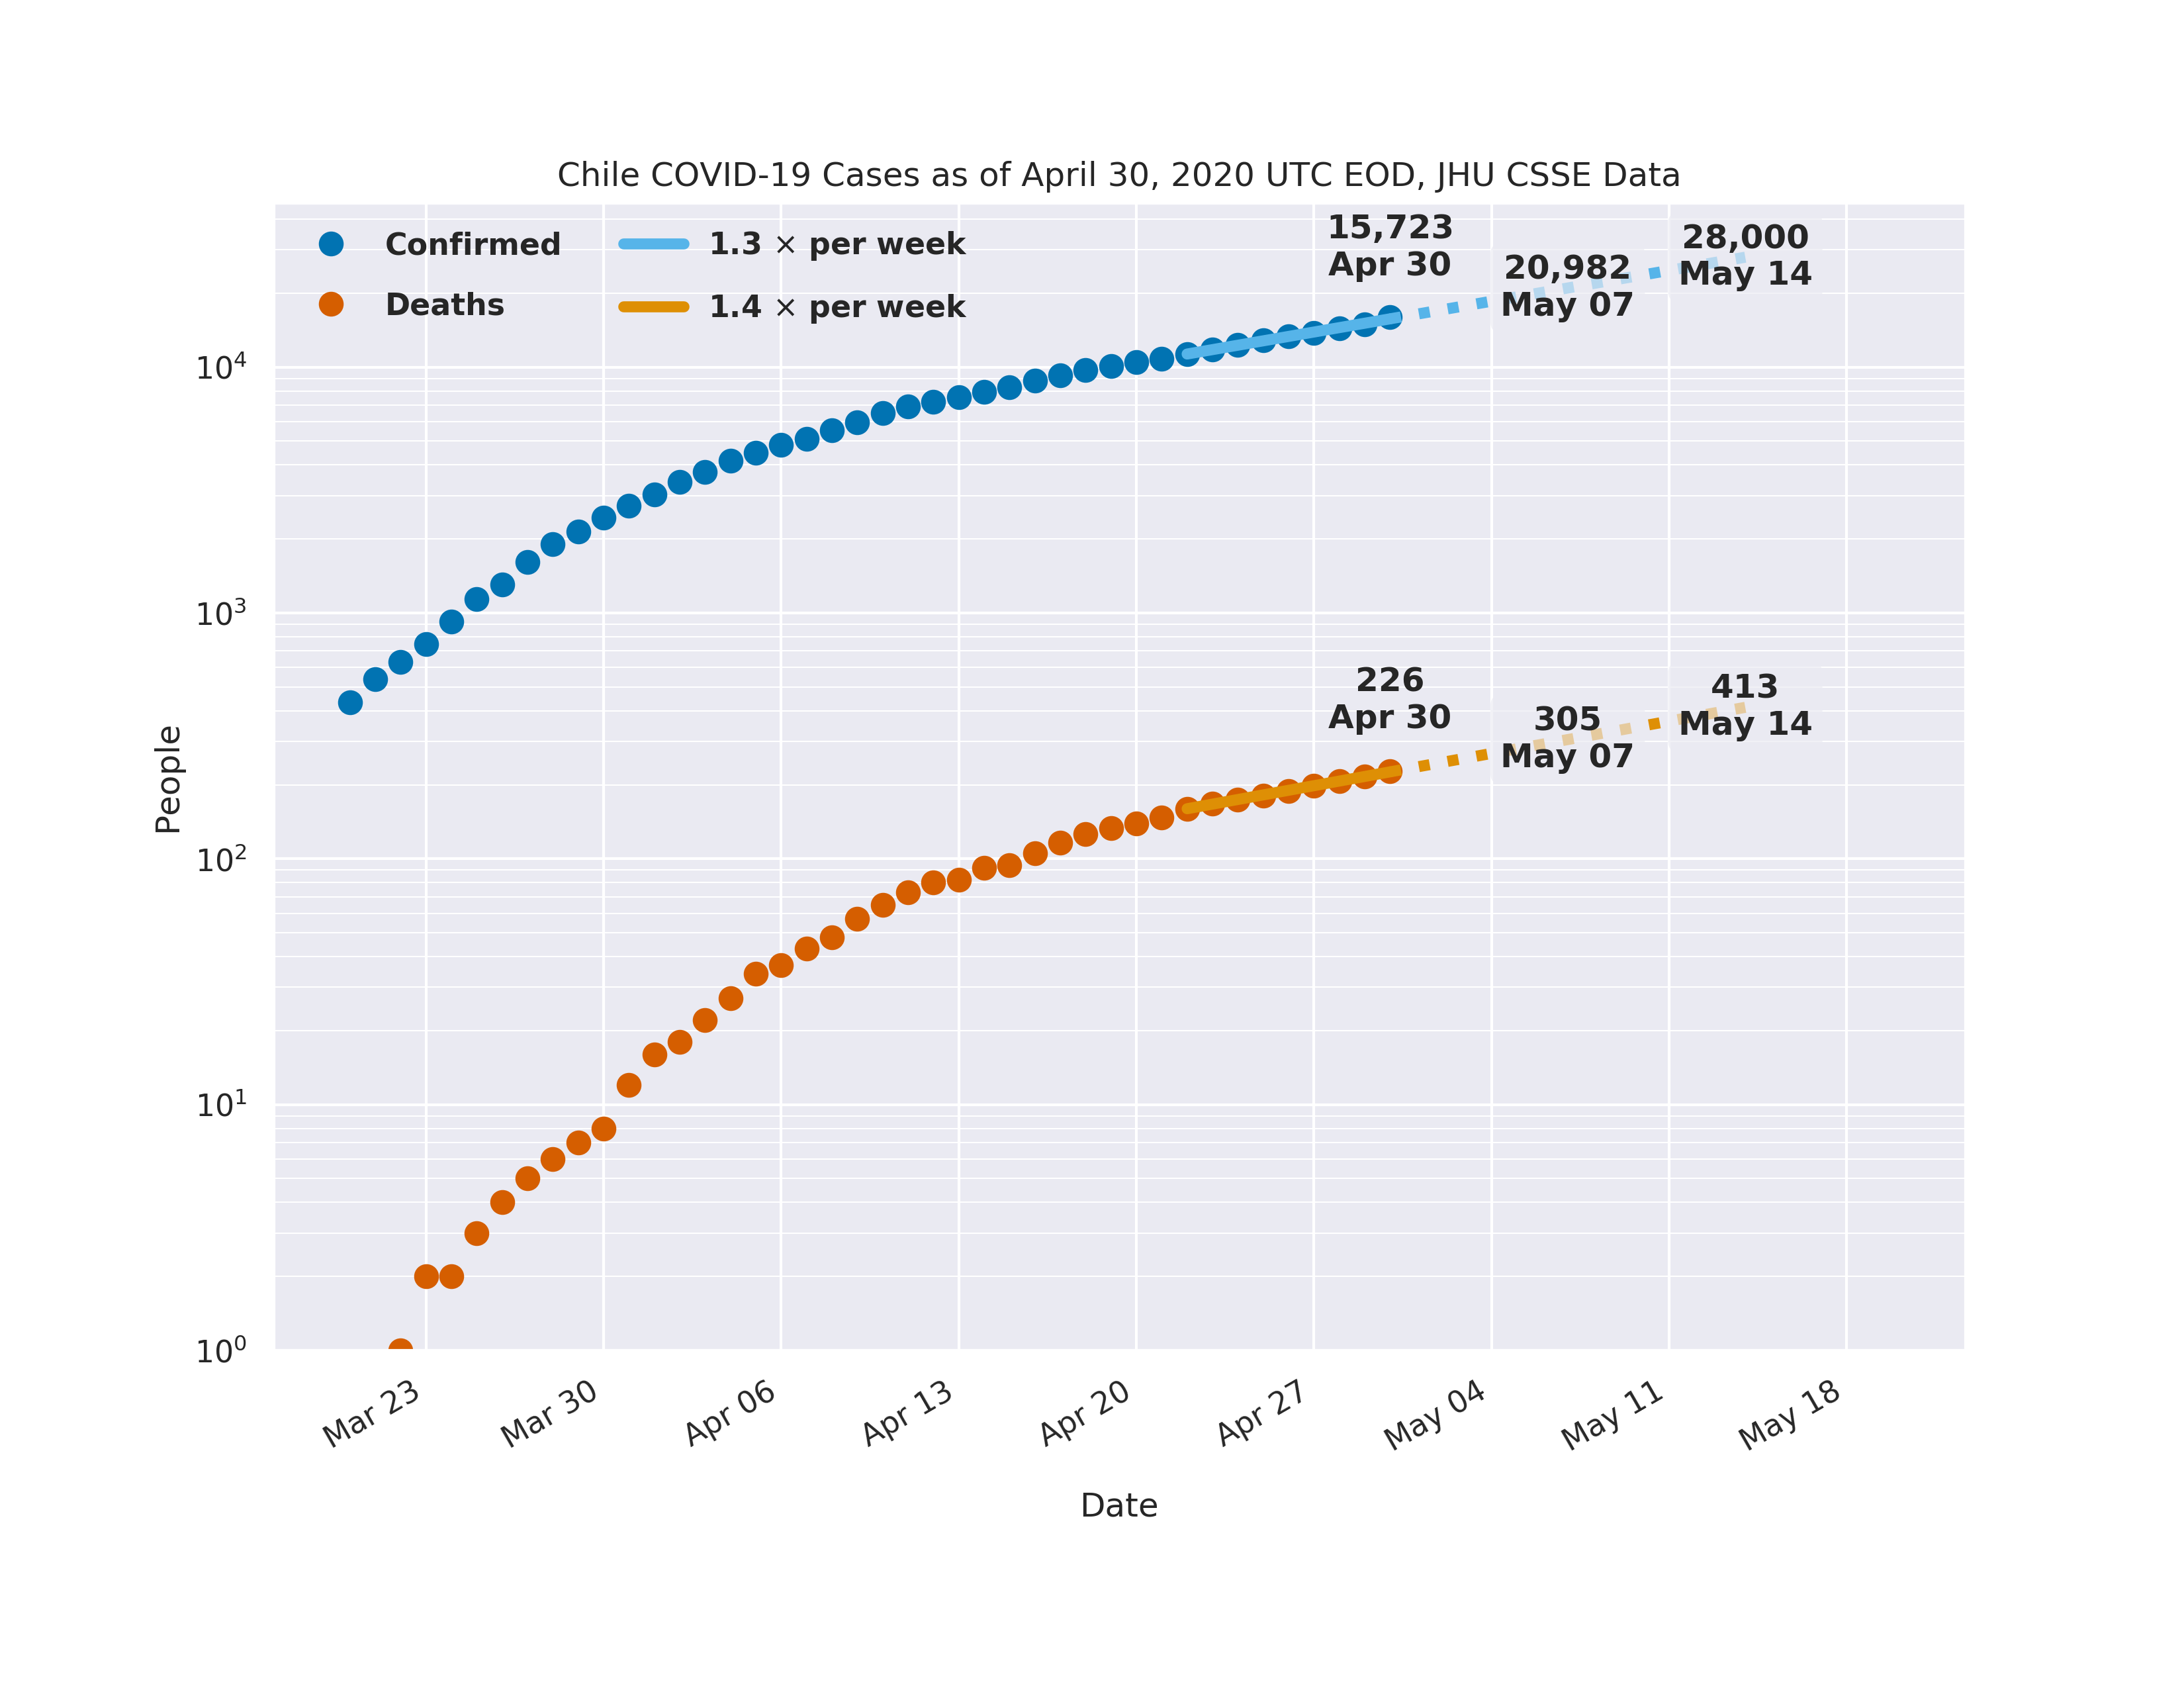 Chile COVID-19 Cases as of April 30, 2020 UTC EOD, JHU CSSE Data
Confirmed
Deaths
1.3 × per week
1.4 × per week
15,723
Apr 30
20,982
May 07
28,000
May 14
226
Apr 30
305
May 07
413
May 14
People
10⁴
10³
10²
10¹
10⁰
Mar 23
Mar 30
Apr 06
Apr 13
Apr 20
Apr 27
May 04
May 11
May 18
Date